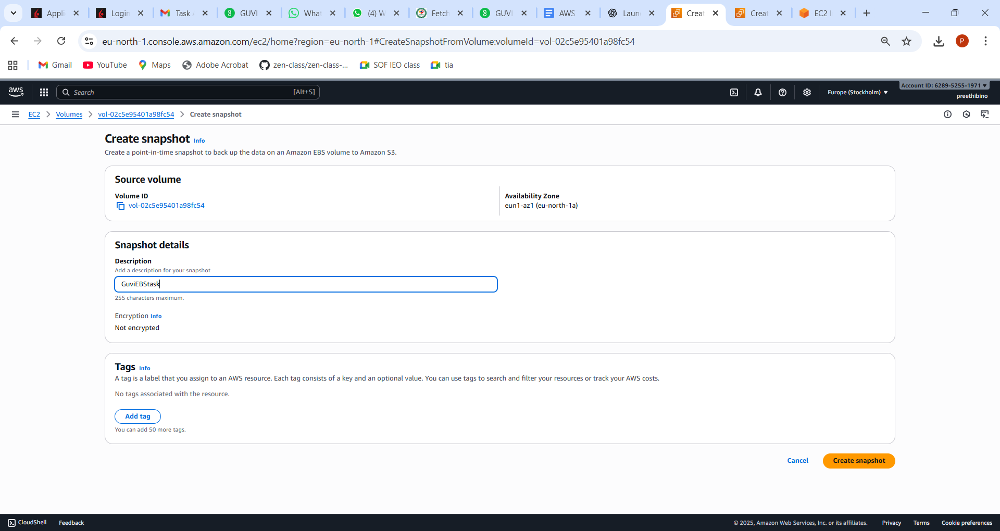 Appli
Login
Task
GUVI
What
(4) W
Fetch
GUVI
AWS
Laun
Creat
Creat
EC2
eu-north-1.console.aws.amazon.com/ec2/home?region=eu-north-1#CreateSnapshotFromVolume:volumeId=vol-02c5e95401a98fc54
P
Gmail
YouTube
Maps
Adobe Acrobat
zen-class/zen-class-...
SOF IEO class
tia
aws
Search
[Alt+S]
Europe (Stockholm)
Account ID: 6289-5255-1971
preethibino
EC2
Volumes
vol-02c5e95401a98fc54
Create snapshot
Create snapshot Info
Create a point-in-time snapshot to back up the data on an Amazon EBS volume to Amazon S3.
Source volume
Volume ID
vol-02c5e95401a98fc54
Availability Zone
eun1-az1 (eu-north-1a)
Snapshot details
Description
Add a description for your snapshot
GuviEBStask
255 characters maximum.
Encryption Info
Not encrypted
Tags Info
A tag is a label that you assign to an AWS resource. Each tag consists of a key and an optional value. You can use tags to search and filter your resources or track your AWS costs.
No tags associated with the resource.
Add tag
You can add 50 more tags.
Cancel
Create snapshot
CloudShell
Feedback
© 2025, Amazon Web Services, Inc. or its affiliates.
Privacy
Terms
Cookie preferences